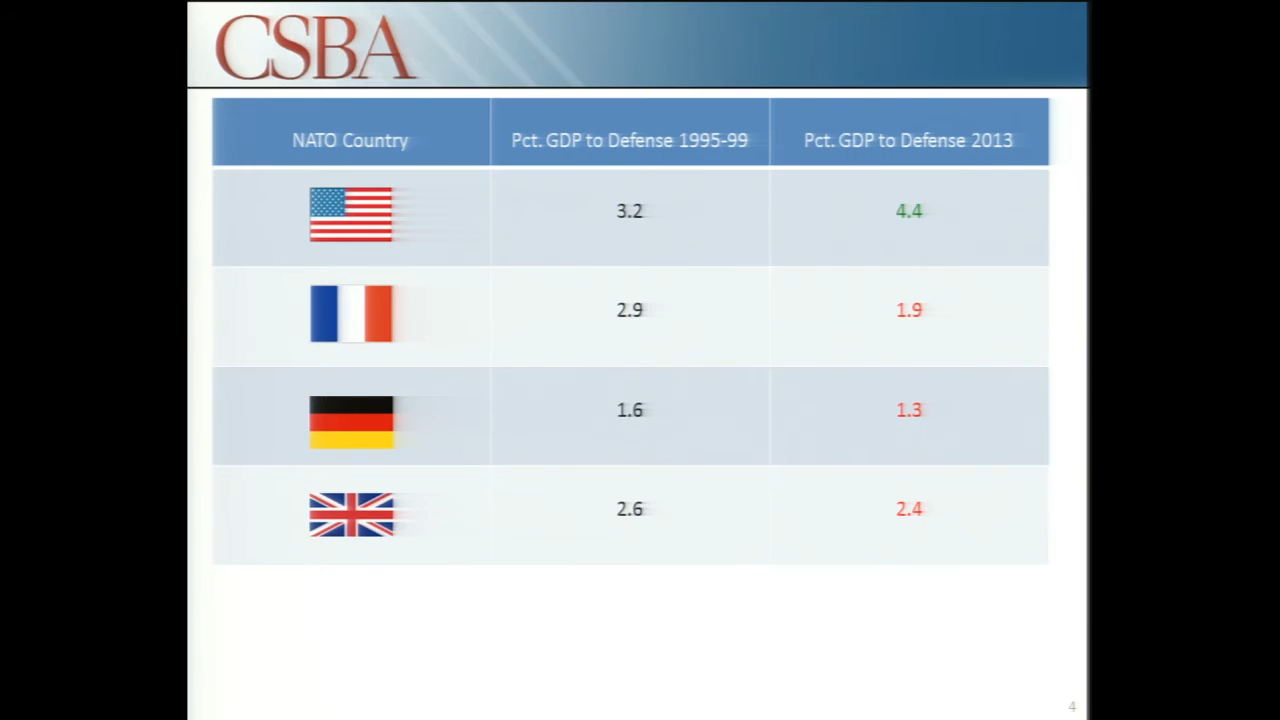 CSBA
NATO Country Pct. GDP to Defense 1995-99 Pct. GDP to Defense 2013
3.2 4.4
2.9 1.9
1.6 1.3
2.6 2.4
4